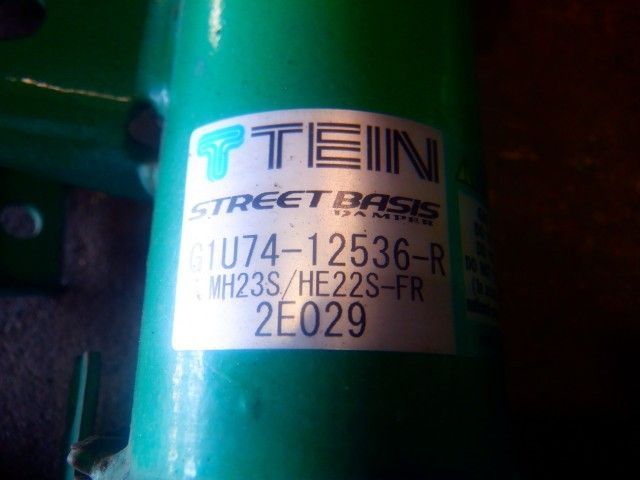 TEIN
STREET BASIS
DAMPER
G1U74-12536-R
MH23S/HE22S-FR
2E029